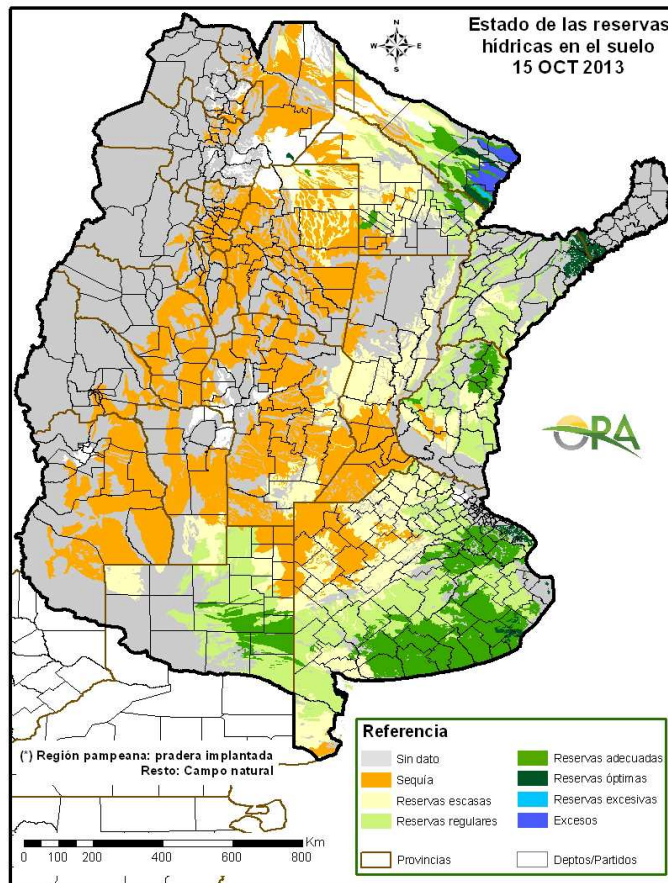 Estado de las reservas
hídricas en el suelo
15 OCT 2013
N
W E
S
ORA
Referencia
Sin dato
Sequía
Reservas escasas
Reservas regulares
Reservas adecuadas
Reservas óptimas
Reservas excesivas
Excesos
Provincias
Deptos/Partidos
(*) Región pampeana: pradera implantada
Resto: Campo natural
Km
0 100 200 400 600 800